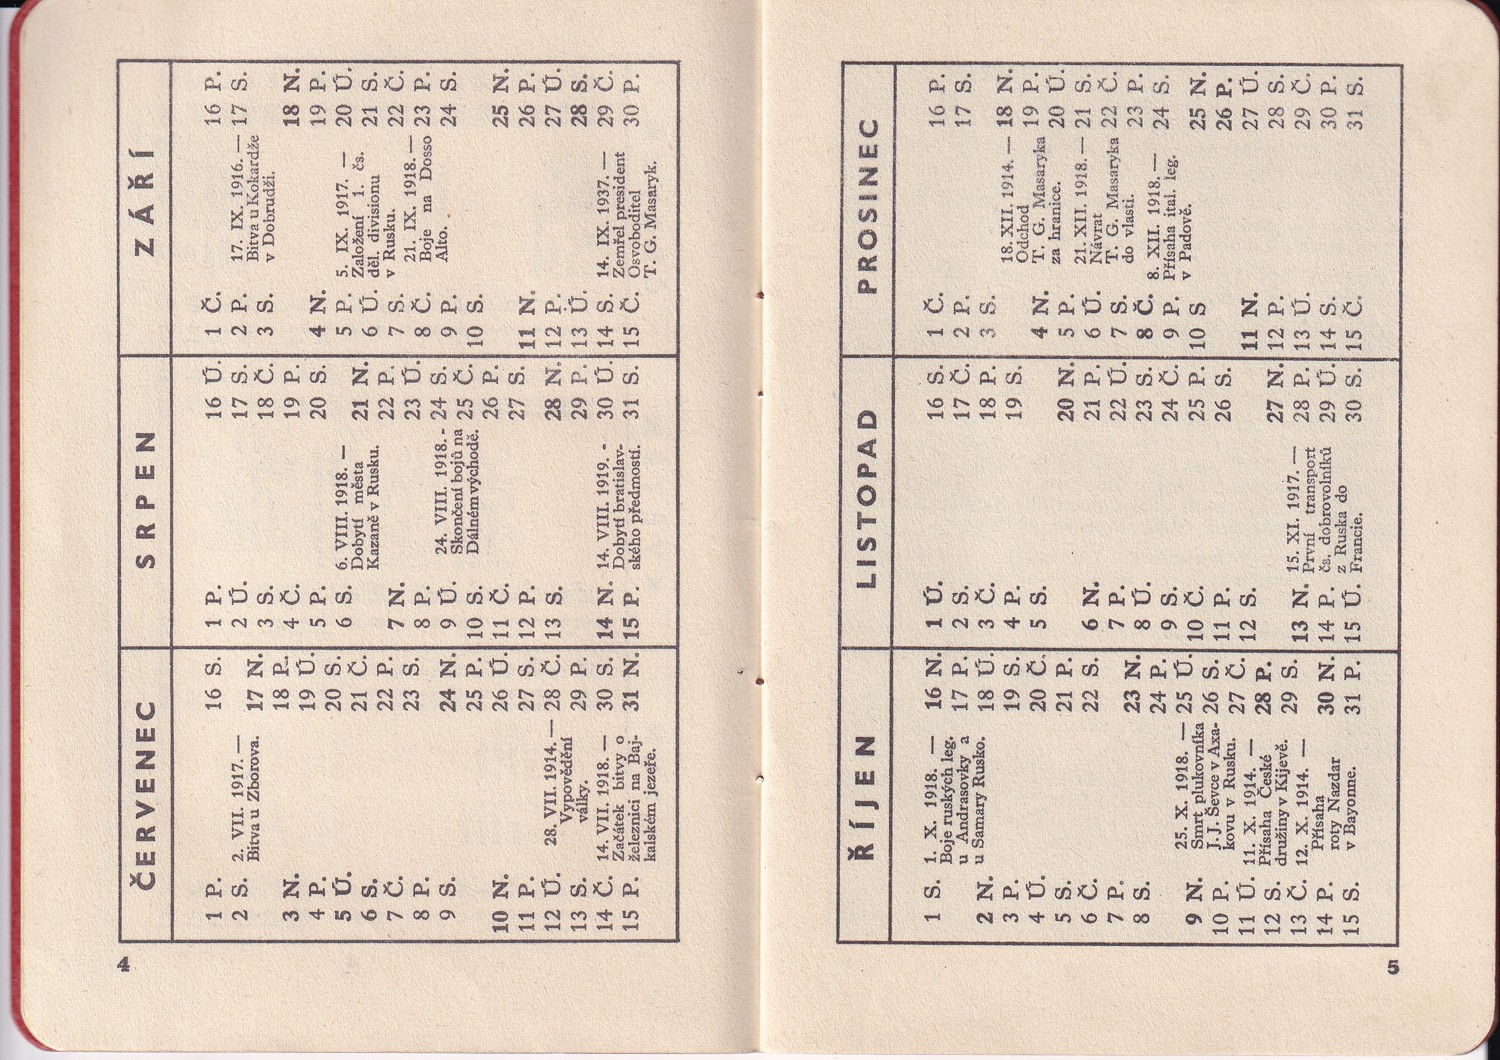 4
ČERVENEC
1 P.
2 S.
3 N.
4 P.
5 Ú.
6 S.
7 Č.
8 P.
9 S.
10 N.
11 P.
12 Ú.
13 S.
14 Č.
15 P.
2. VII. 1917. —
Bitva u Zborova.
28. VII. 1914. —
Vypovědění
války.
14. VII. 1918. —
Začátek bitvy o
železnici na Baj-
kalském jezeře.
16 S.
17 N.
18 P.
19 Ú.
20 S.
21 Č.
22 P.
23 S.
24 N.
25 P.
26 Ú.
27 S.
28 Č.
29 P.
30 S.
31 N.
SRPEN
1 P.
2 Ú.
3 S.
4 Č.
5 P.
6 S.
7 N.
8 P.
9 Ú.
10 S.
11 Č.
12 P.
13 S.
14 N.
15 P.
6. VIII. 1918. —
Dobytí města
Kazaně v Rusku.
24. VIII. 1918. -
Skončení bojů na
Dálném východě.
14. VIII. 1919. -
Dobytí bratislav-
ského předmostí.
16 Ú.
17 S.
18 Č.
19 P.
20 S.
21 N.
22 P.
23 Ú.
24 S.
25 Č.
26 P.
27 S.
28 N.
29 P.
30 Ú.
31 S.
ZÁŘÍ
1 Č.
2 P.
3 S.
4 N.
5 P.
6 Ú.
7 S.
8 Č.
9 P.
10 S.
11 N.
12 P.
13 Ú.
14 S.
15 Č.
17. IX. 1916. —
Bitva u Kokardže
v Dobrudži.
5. IX. 1917. —
Založení 1. čs.
děl. divisionu
v Rusku.
21. IX. 1918. —
Boje na Dosso
Alto.
14. IX. 1937. —
Zemřel president
Osvoboditel
T. G. Masaryk.
16 P.
17 S.
18 N.
19 P.
20 Ú.
21 S.
22 Č.
23 P.
24 S.
25 N.
26 P.
27 Ú.
28 S.
29 Č.
30 P.
5
ŘÍJEN
1 S.
2 N.
3 P.
4 Ú.
5 S.
6 Č.
7 P.
8 S.
9 N.
10 P.
11 Ú.
12 S.
13 Č.
14 P.
15 S.
1. X. 1918. —
Boje ruských leg.
u Andrasovky a
u Samary Rusko.
25. X. 1918. —
Smrt plukovníka
J. J. Ševce v Axa-
kovu v Rusku.
11. X. 1914. —
Přísaha České
družiny v Kijevě.
12. X. 1914. —
Přísaha
roty Nazdar
v Bayonne.
16 N.
17 P.
18 Ú.
19 S.
20 Č.
21 P.
22 S.
23 N.
24 P.
25 Ú.
26 S.
27 Č.
28 P.
29 S.
30 N.
31 P.
LISTOPAD
1 Ú.
2 S.
3 Č.
4 P.
5 S.
6 N.
7 P.
8 Ú.
9 S.
10 Č.
11 P.
12 S.
13 N.
14 P.
15 Ú.
15. XI. 1917. —
První transport
čs. dobrovolníků
z Ruska do
Francie.
16 S.
17 Č.
18 P.
19 S.
20 N.
21 P.
22 Ú.
23 S.
24 Č.
25 P.
26 S.
27 N.
28 P.
29 Ú.
30 S.
PROSINEC
1 Č.
2 P.
3 S.
4 N.
5 P.
6 Ú.
7 S.
8 Č.
9 P.
10 S
11 N.
12 P.
13 Ú.
14 S.
15 Č.
18. XII. 1914. —
Odchod
T. G. Masaryka
za hranice.
21. XII. 1918. —
Návrat
T. G. Masaryka
do vlasti.
8. XII. 1918. —
Přísaha ital. leg.
v Padově.
16 P.
17 S.
18 N.
19 P.
20 Ú.
21 S.
22 Č.
23 P.
24 S.
25 N.
26 P.
27 Ú.
28 S.
29 Č.
30 P.
31 S.